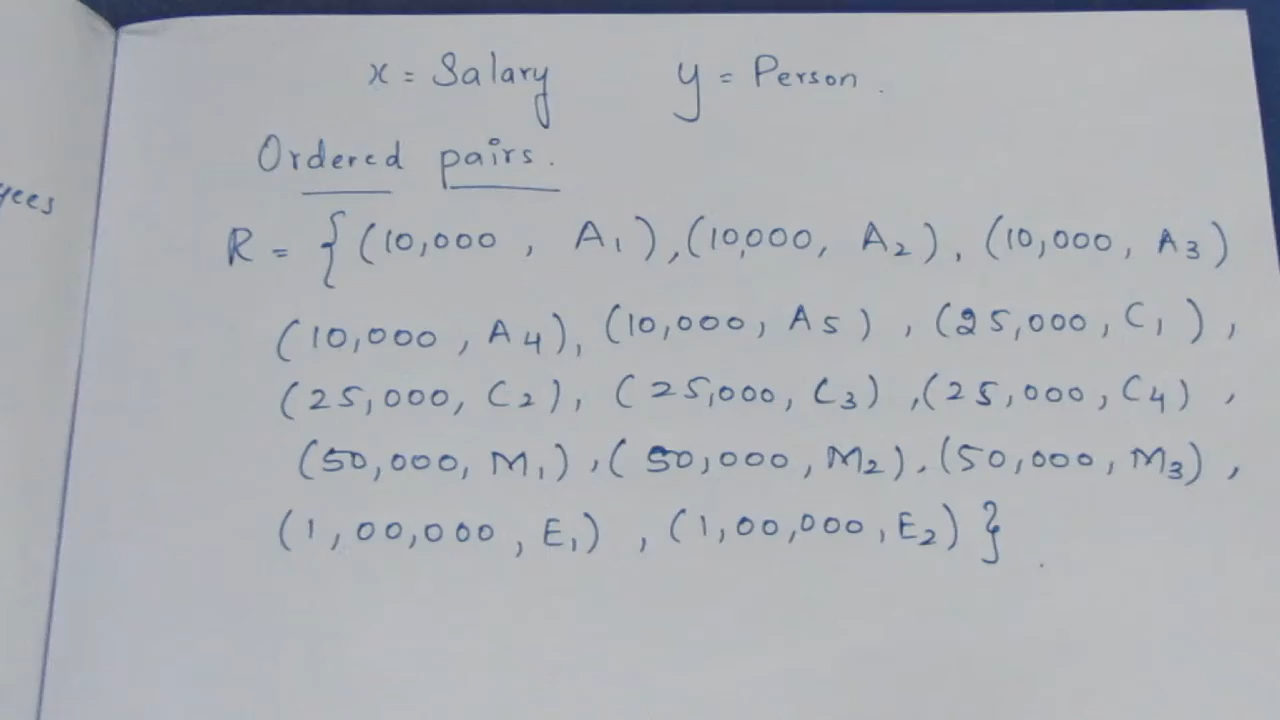 x = Salary y = Person.
Ordered pairs.
yees
R = {(10,000, A₁),(10,000, A₂), (10,000, A₃)
(10,000, A₄), (10,000, A₅), (25,000, C₁),
(25,000, C₂), (25,000, C₃),(25,000, C₄),
(50,000, M₁),(50,000, M₂),(50,000, M₃),
(1,00,000, E₁), (1,00,000, E₂)}